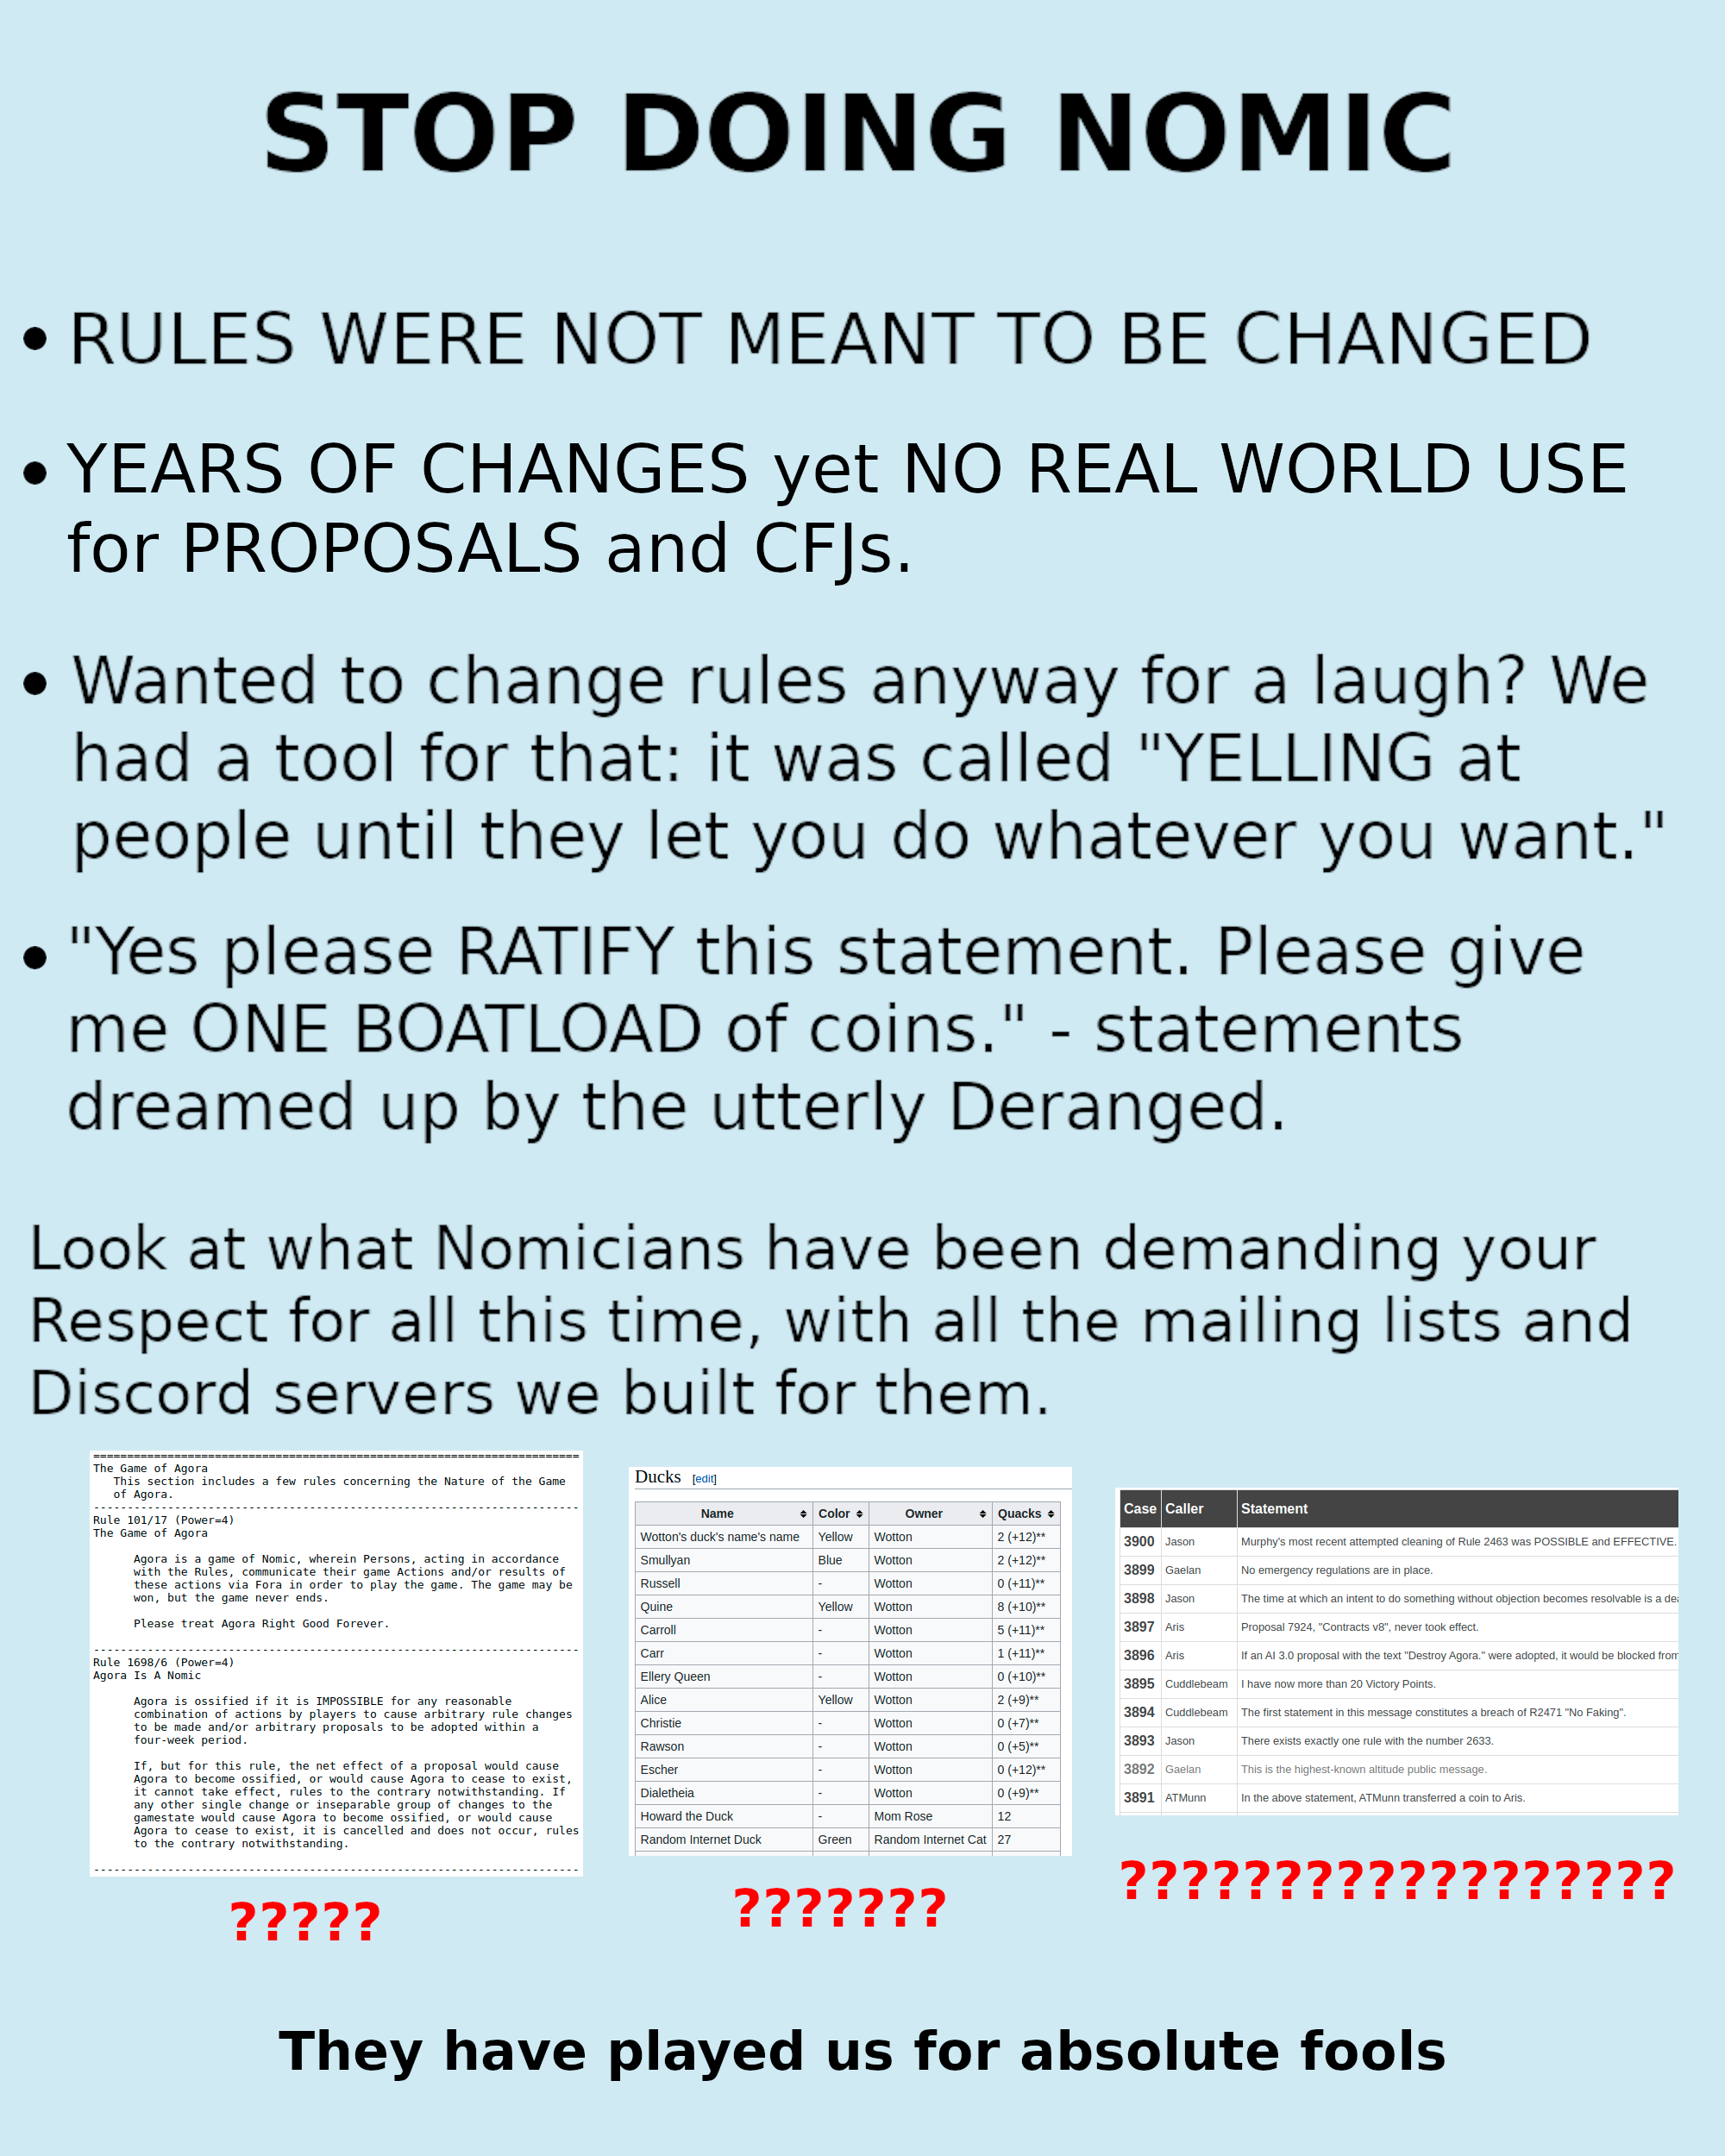 STOP DOING NOMIC
• RULES WERE NOT MEANT TO BE CHANGED
• YEARS OF CHANGES yet NO REAL WORLD USE
for PROPOSALS and CFJs.
• Wanted to change rules anyway for a laugh? We
had a tool for that: it was called "YELLING at
people until they let you do whatever you want."
• "Yes please RATIFY this statement. Please give
me ONE BOATLOAD of coins." - statements
dreamed up by the utterly Deranged.
Look at what Nomicians have been demanding your
Respect for all this time, with all the mailing lists and
Discord servers we built for them.
========================================================================
The Game of Agora
This section includes a few rules concerning the Nature of the Game
of Agora.
------------------------------------------------------------------------
Rule 101/17 (Power=4)
The Game of Agora
Agora is a game of Nomic, wherein Persons, acting in accordance
with the Rules, communicate their game Actions and/or results of
these actions via Fora in order to play the game. The game may be
won, but the game never ends.
Please treat Agora Right Good Forever.
------------------------------------------------------------------------
Rule 1698/6 (Power=4)
Agora Is A Nomic
Agora is ossified if it is IMPOSSIBLE for any reasonable
combination of actions by players to cause arbitrary rule changes
to be made and/or arbitrary proposals to be adopted within a
four-week period.
If, but for this rule, the net effect of a proposal would cause
Agora to become ossified, or would cause Agora to cease to exist,
it cannot take effect, rules to the contrary notwithstanding. If
any other single change or inseparable group of changes to the
gamestate would cause Agora to become ossified, or would cause
Agora to cease to exist, it is cancelled and does not occur, rules
to the contrary notwithstanding.
------------------------------------------------------------------------
?????
Ducks [edit]
Name Color Owner Quacks
Wotton's duck's name's name Yellow Wotton 2 (+12)**
Smullyan Blue Wotton 2 (+12)**
Russell - Wotton 0 (+11)**
Quine Yellow Wotton 8 (+10)**
Carroll - Wotton 5 (+11)**
Carr - Wotton 1 (+11)**
Ellery Queen - Wotton 0 (+10)**
Alice Yellow Wotton 2 (+9)**
Christie - Wotton 0 (+7)**
Rawson - Wotton 0 (+5)**
Escher - Wotton 0 (+12)**
Dialetheia - Wotton 0 (+9)**
Howard the Duck - Mom Rose 12
Random Internet Duck Green Random Internet Cat 27
???????
Case Caller Statement
3900 Jason Murphy's most recent attempted cleaning of Rule 2463 was POSSIBLE and EFFECTIVE.
3899 Gaelan No emergency regulations are in place.
3898 Jason The time at which an intent to do something without objection becomes resolvable is a
3897 Aris Proposal 7924, "Contracts v8", never took effect.
3896 Aris If an AI 3.0 proposal with the text "Destroy Agora." were adopted, it would be blocked from
3895 Cuddlebeam I have now more than 20 Victory Points.
3894 Cuddlebeam The first statement in this message constitutes a breach of R2471 "No Faking".
3893 Jason There exists exactly one rule with the number 2633.
3892 Gaelan This is the highest-known altitude public message.
3891 ATMunn In the above statement, ATMunn transferred a coin to Aris.
??????????????????
They have played us for absolute fools